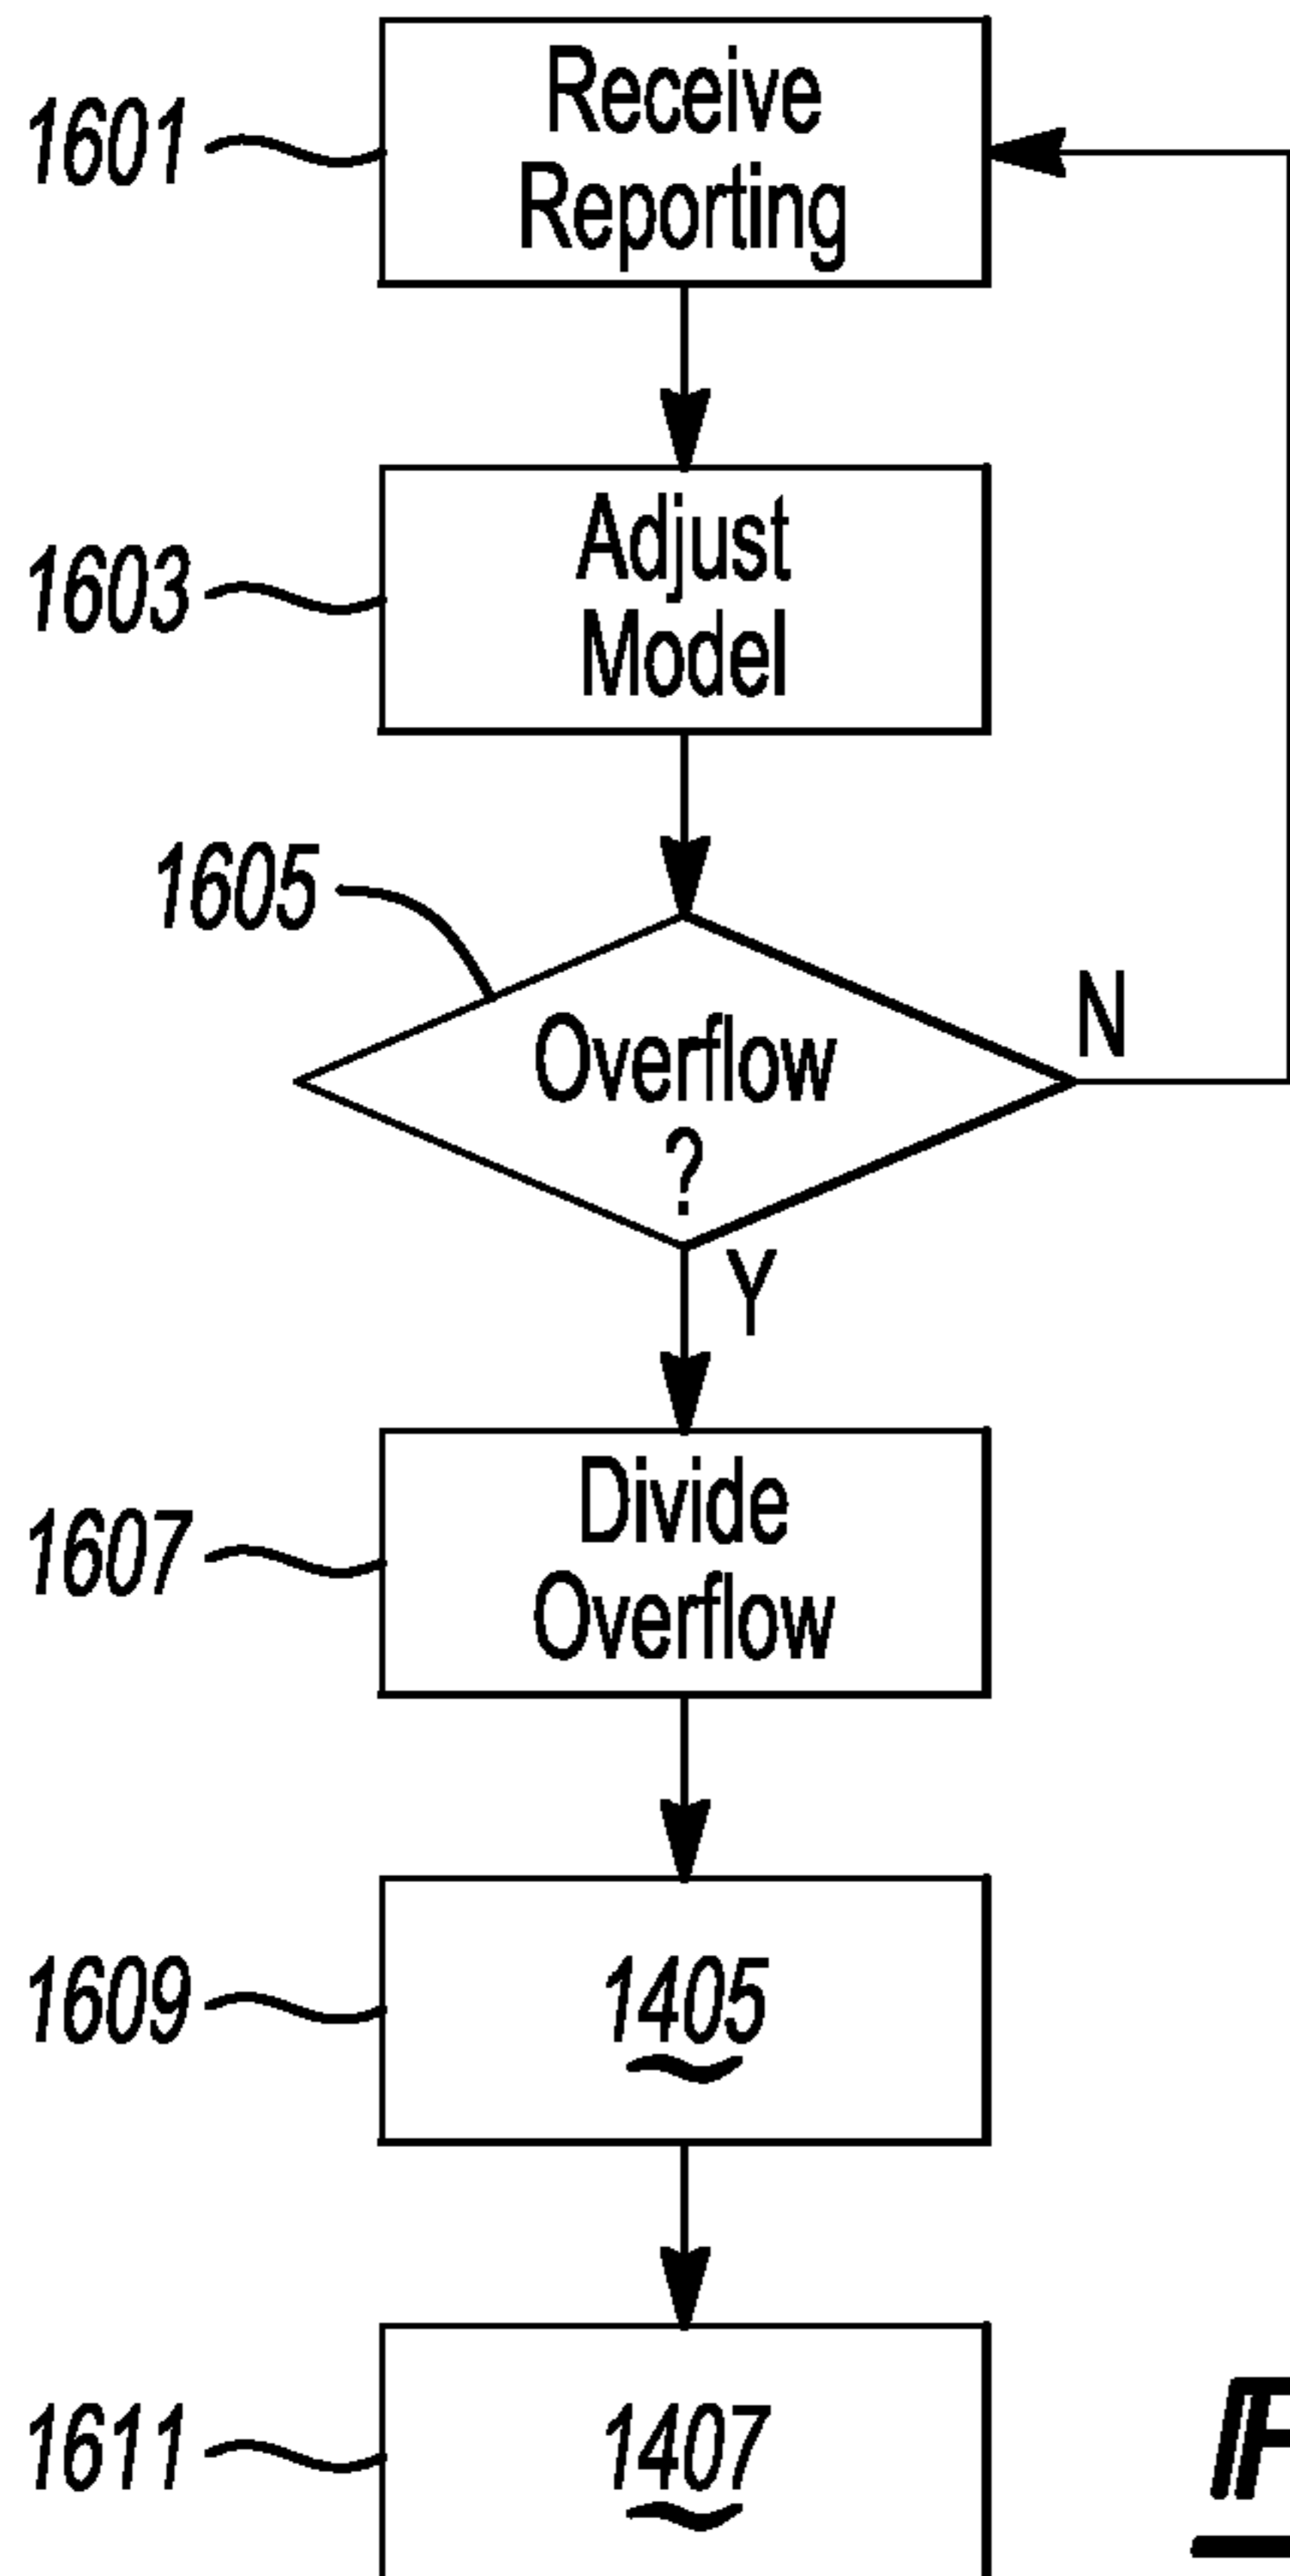 1601
Receive
Reporting
1603
Adjust
Model
1605
Overflow
?
N
Y
1607
Divide
Overflow
1609
1405
1611
1407